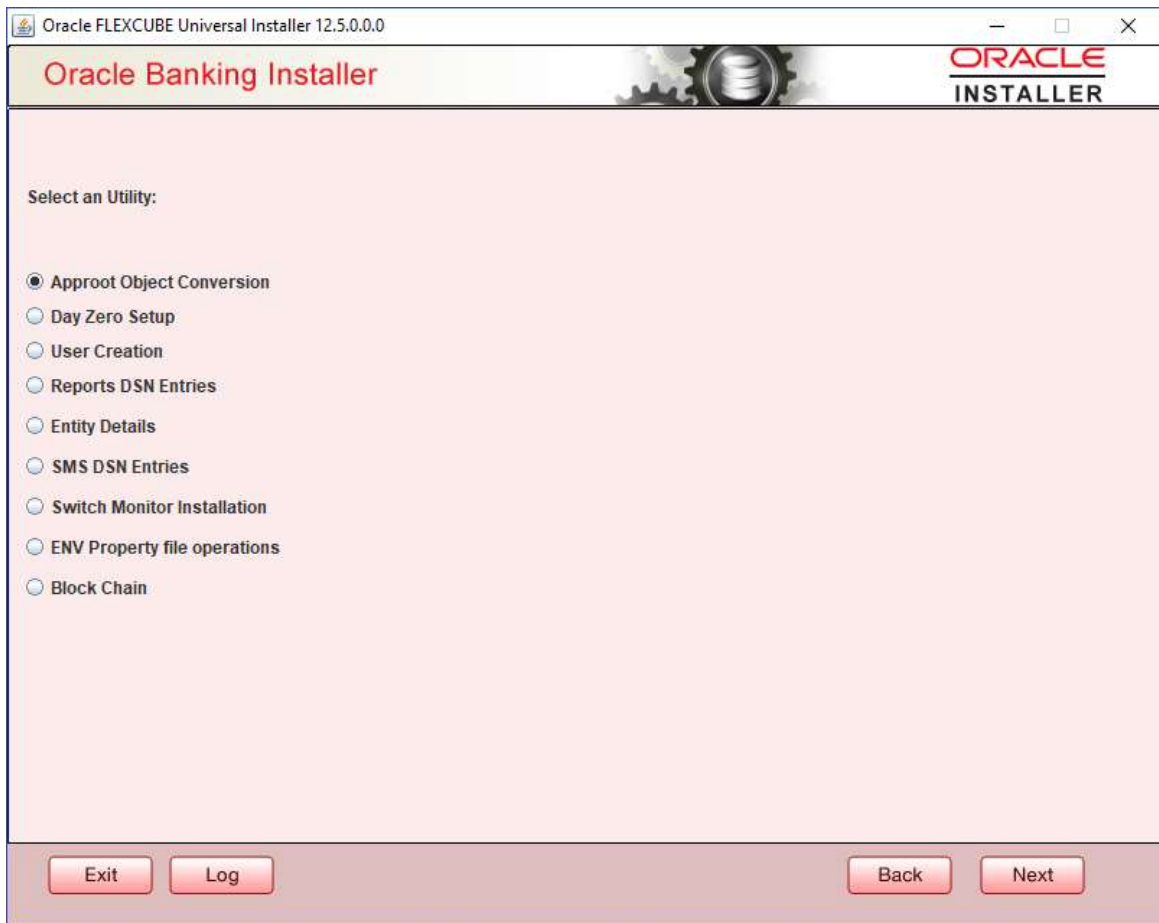 Oracle FLEXCUBE Universal Installer 12.5.0.0.0
Oracle Banking Installer
ORACLE
INSTALLER
Select an Utility:
Approot Object Conversion
Day Zero Setup
User Creation
Reports DSN Entries
Entity Details
SMS DSN Entries
Switch Monitor Installation
ENV Property file operations
Block Chain
Exit Log Back Next